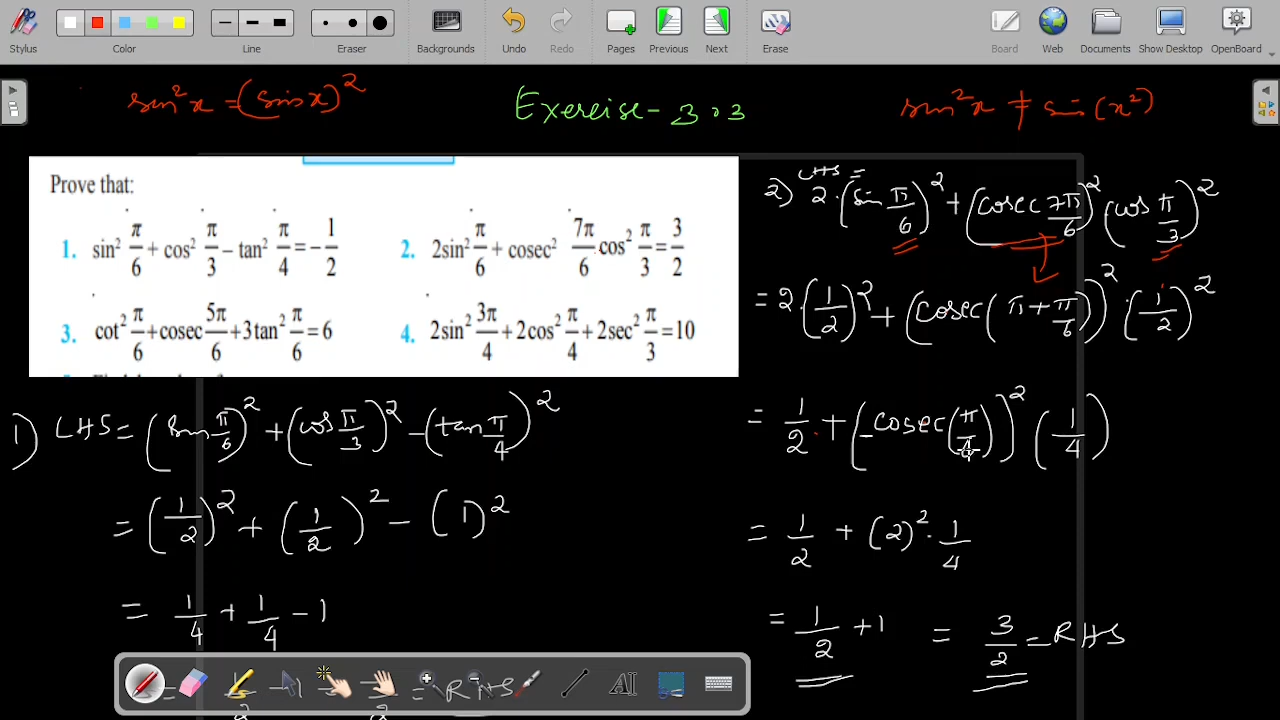 Stylus Color Line Eraser Backgrounds Undo Redo Pages Previous Next Erase Board Web Documents Show Desktop OpenBoard
sin²x = (sinx)² Exercise - 3.3 sin²x ≠ sin(x²)
Prove that:
1. sin² π/6 + cos² π/3 – tan² π/4 = –1/2
2. 2sin² π/6 + cosec² 7π/6 cos² π/3 = 3/2
3. cot² π/6 + cosec 5π/6 + 3tan² π/6 = 6
4. 2sin² 3π/4 + 2cos² π/4 + 2sec² π/3 = 10
1) LHS = (sin π/6)² + (cos π/3)² - (tan π/4)²
= (1/2)² + (1/2)² - (1)²
= 1/4 + 1/4 - 1
= RHS
2) LHS = 2·(sin π/6)² + (cosec 7π/6)² (cos π/3)²
= 2·(1/2)² + (cosec(π + π/6))² · (1/2)²
= 1/2 + (-cosec(π/))² (1/4)
= 1/2 + (2)² · 1/4
= 1/2 + 1 = 3/2 = RHS